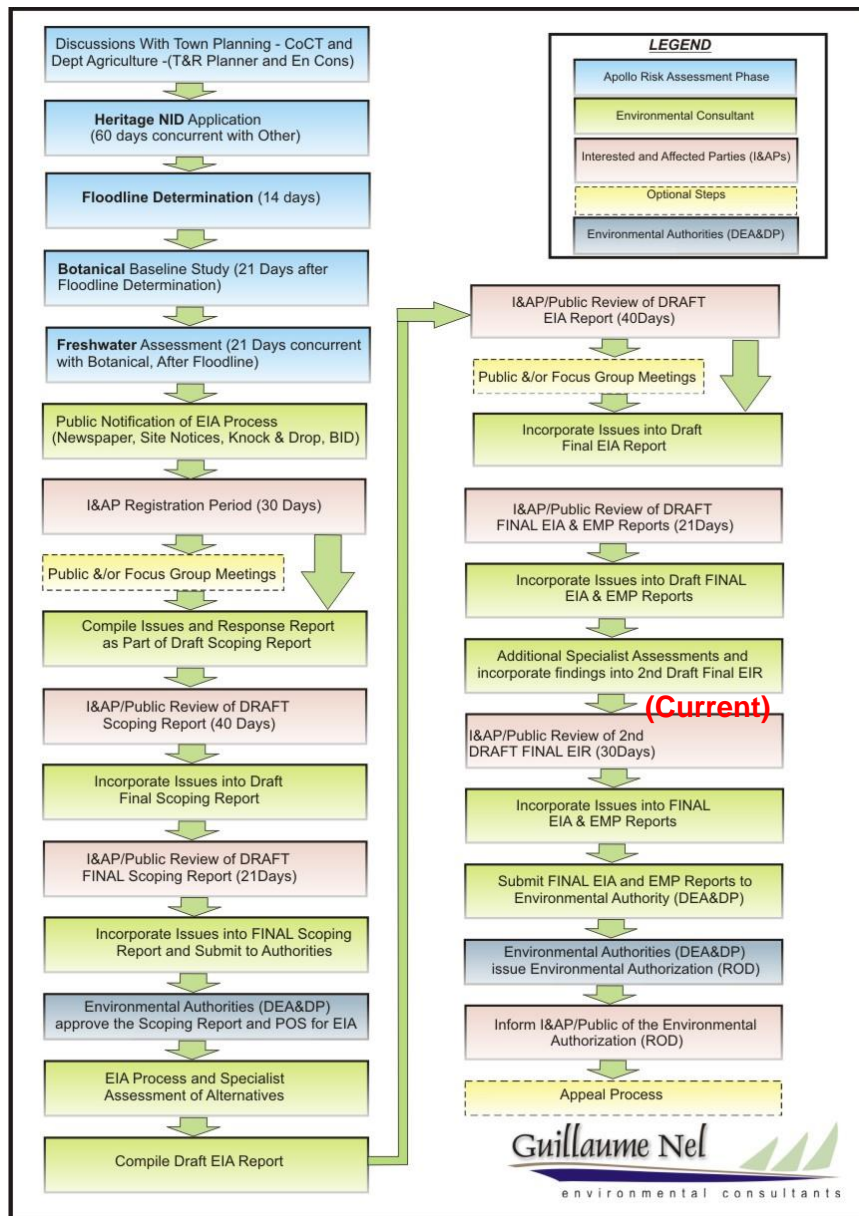 Discussions With Town Planning - CoCT and
Dept Agriculture -(T&R Planner and En Cons)
Heritage NID Application
(60 days concurrent with Other)
Floodline Determination (14 days)
Botanical Baseline Study (21 Days after
Floodline Determination)
Freshwater Assessment (21 Days concurrent
with Botanical, After Floodline)
Public Notification of EIA Process
(Newspaper, Site Notices, Knock & Drop, BID)
I&AP Registration Period (30 Days)
Public &/or Focus Group Meetings
Compile Issues and Response Report
as Part of Draft Scoping Report
I&AP/Public Review of DRAFT
Scoping Report (40 Days)
Incorporate Issues into Draft
Final Scoping Report
I&AP/Public Review of DRAFT
FINAL Scoping Report (21Days)
Incorporate Issues into FINAL Scoping
Report and Submit to Authorities
Environmental Authorities (DEA&DP)
approve the Scoping Report and POS for EIA
EIA Process and Specialist
Assessment of Alternatives
Compile Draft EIA Report
LEGEND
Apollo Risk Assessment Phase
Environmental Consultant
Interested and Affected Parties (I&APs)
Optional Steps
Environmental Authorities (DEA&DP)
I&AP/Public Review of DRAFT
EIA Report (40Days)
Public &/or Focus Group Meetings
Incorporate Issues into Draft
Final EIA Report
I&AP/Public Review of DRAFT
FINAL EIA & EMP Reports (21Days)
Incorporate Issues into Draft FINAL
EIA & EMP Reports
Additional Specialist Assessments and
incorporate findings into 2nd Draft Final EIR
(Current)
I&AP/Public Review of 2nd
DRAFT FINAL EIR (30Days)
Incorporate Issues into FINAL
EIA & EMP Reports
Submit FINAL EIA and EMP Reports to
Environmental Authority (DEA&DP)
Environmental Authorities (DEA&DP)
issue Environmental Authorization (ROD)
Inform I&AP/Public of the Environmental
Authorization (ROD)
Appeal Process
Guillaume Nel
environmental consultants